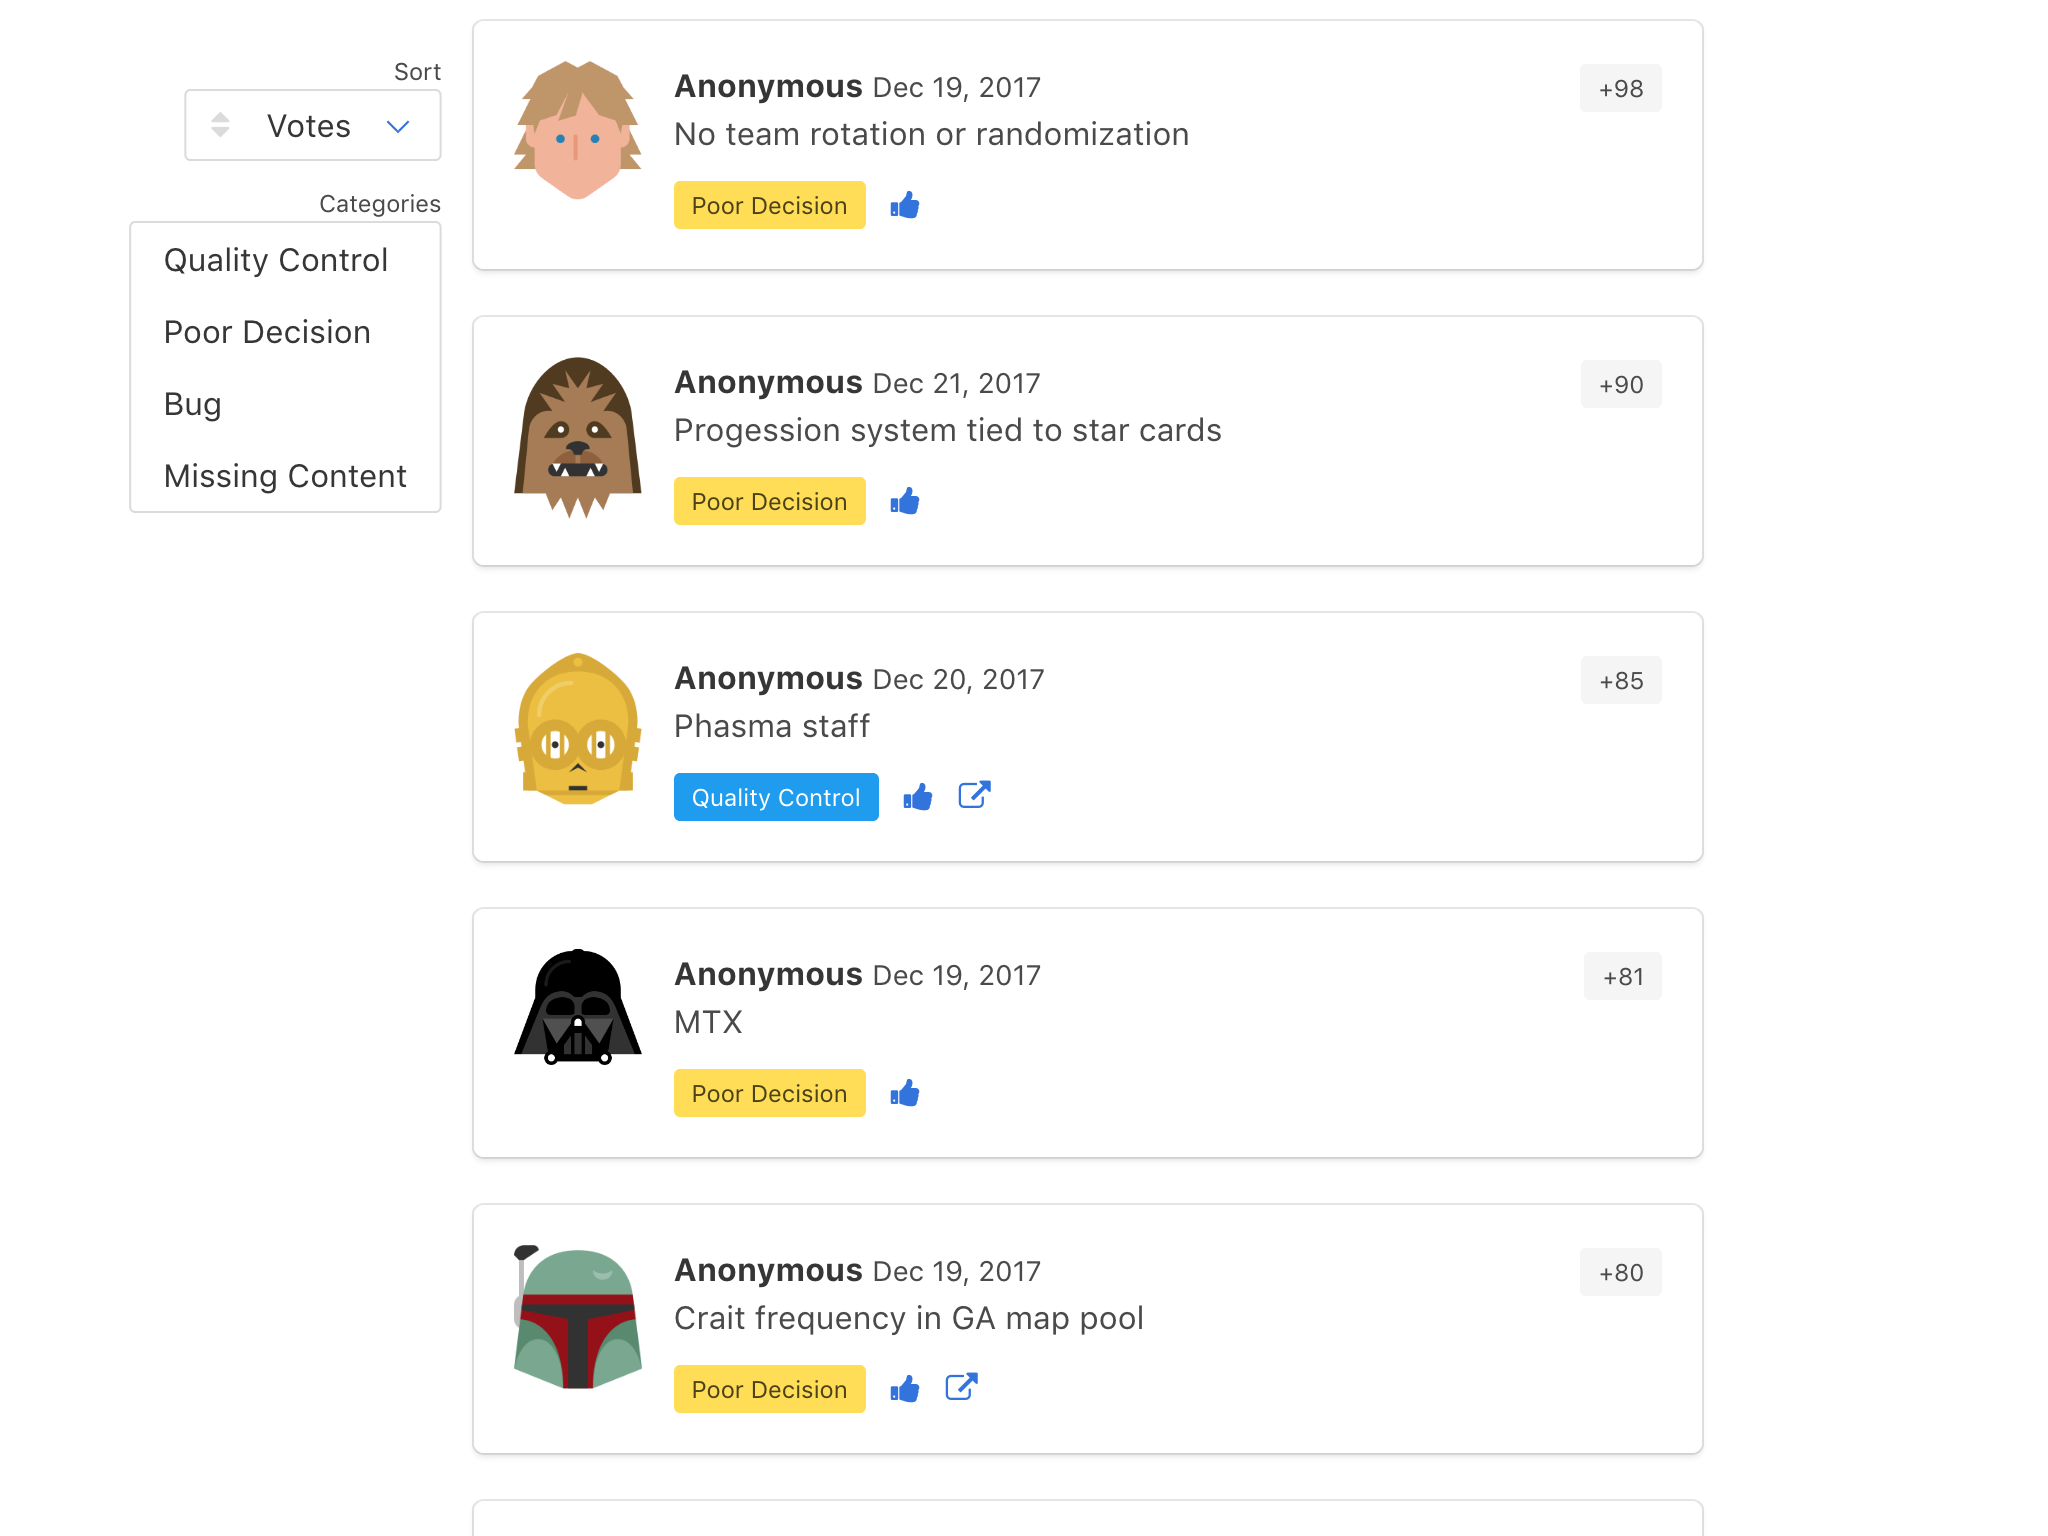 Sort
Votes
Categories
Quality Control
Poor Decision
Bug
Missing Content
Anonymous Dec 19, 2017
+98
No team rotation or randomization
Poor Decision
Anonymous Dec 21, 2017
+90
Progession system tied to star cards
Poor Decision
Anonymous Dec 20, 2017
+85
Phasma staff
Quality Control
Anonymous Dec 19, 2017
+81
MTX
Poor Decision
Anonymous Dec 19, 2017
+80
Crait frequency in GA map pool
Poor Decision